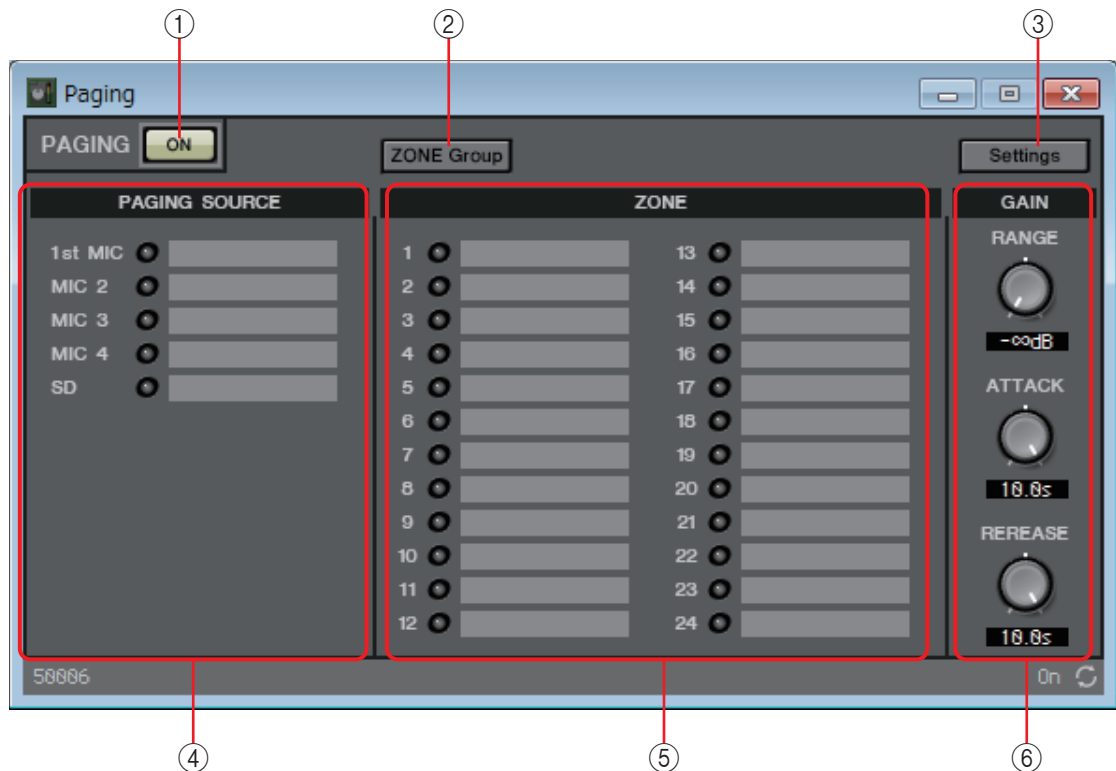 ① ② ③
Paging
PAGING ON
ZONE Group
Settings
PAGING SOURCE
1st MIC
MIC 2
MIC 3
MIC 4
SD
ZONE
1
2
3
4
5
6
7
8
9
10
11
12
13
14
15
16
17
18
19
20
21
22
23
24
GAIN
RANGE
-∞dB
ATTACK
10.0s
REREASE
10.0s
50006
On
④ ⑤ ⑥